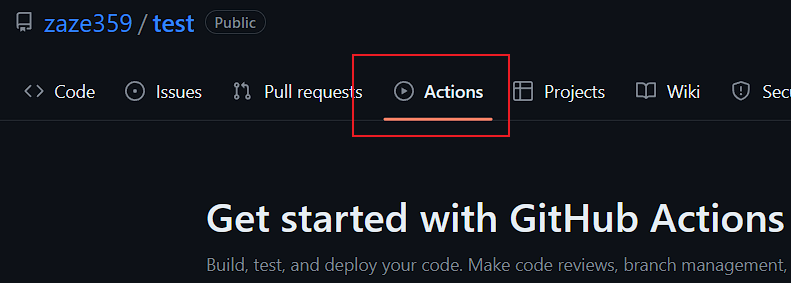 zaze359 / test Public
Code Issues Pull requests Actions Projects Wiki
Get started with GitHub Actions
Build, test, and deploy your code. Make code reviews, branch management,